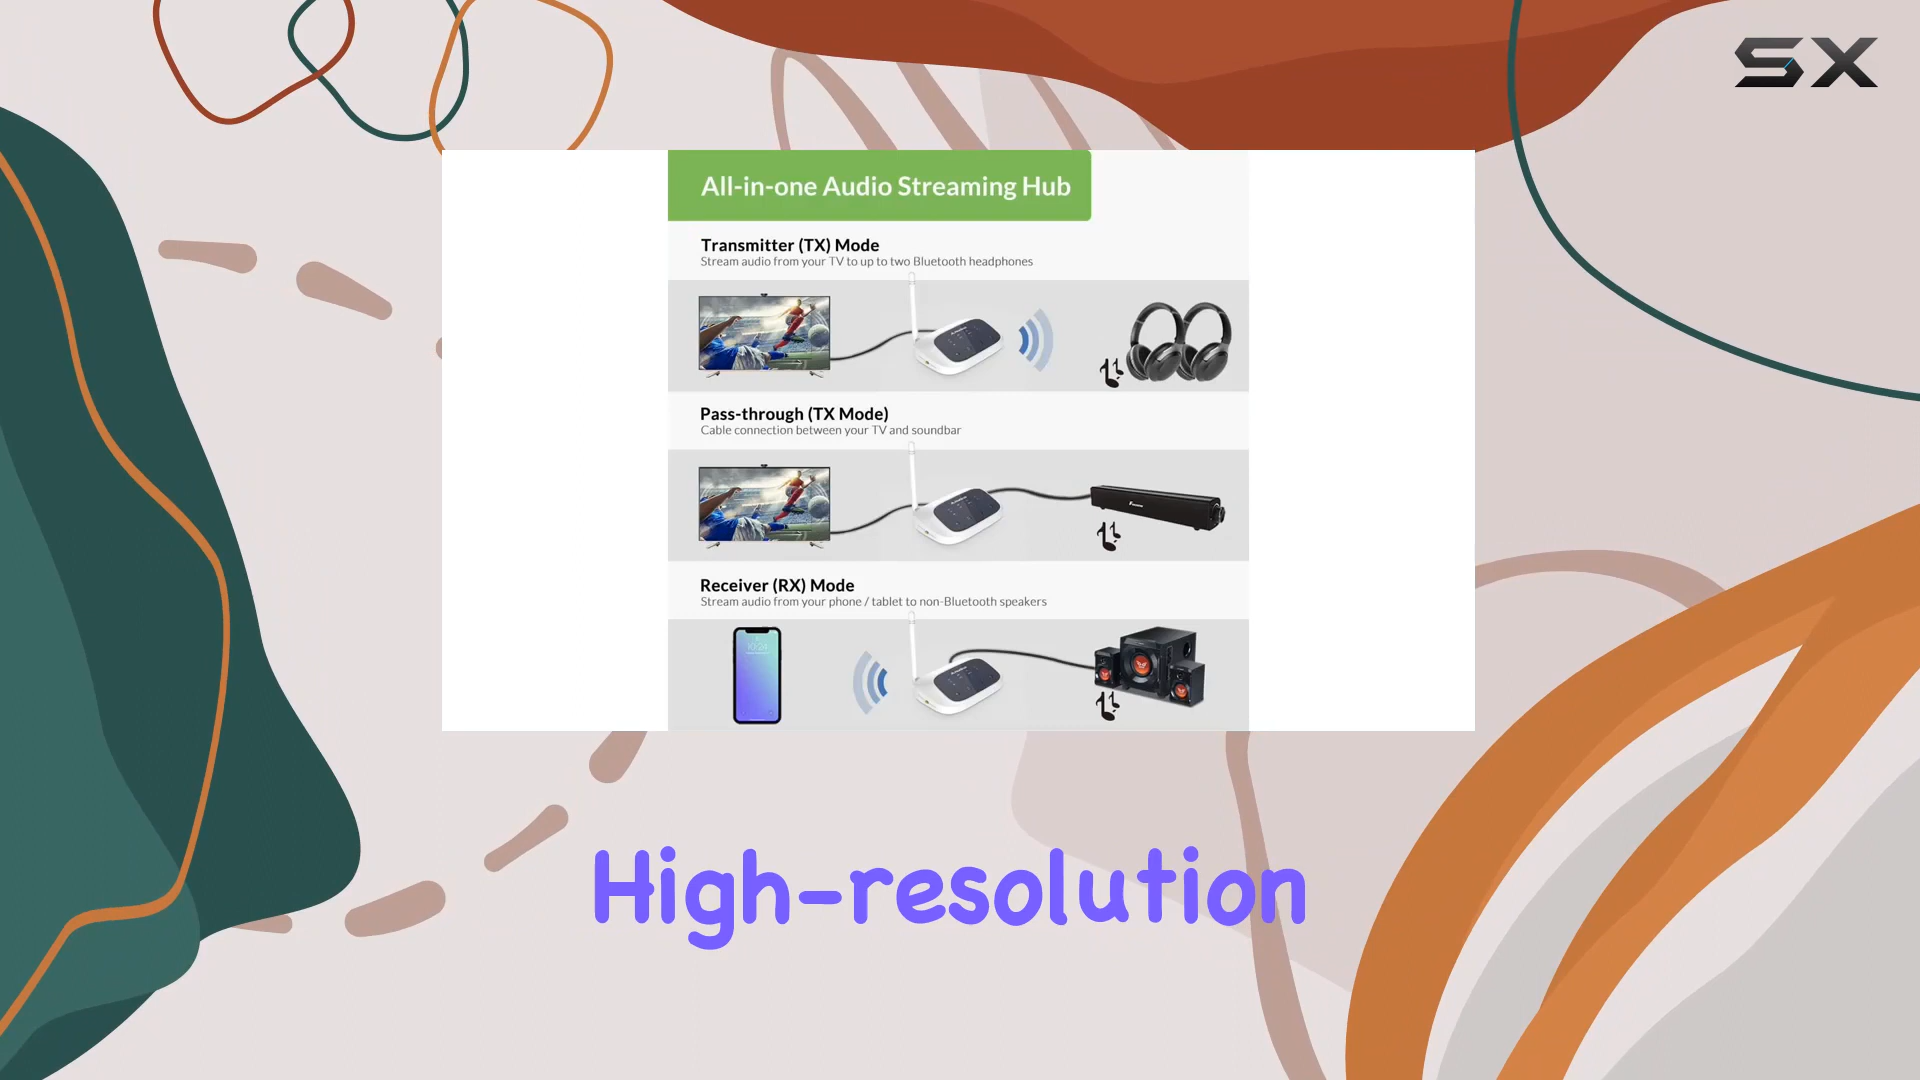 SX
All-in-one Audio Streaming Hub
Transmitter (TX) Mode
Stream audio from your TV to up to two Bluetooth headphones
Pass-through (TX Mode)
Cable connection between your TV and soundbar
Receiver (RX) Mode
Stream audio from your phone / tablet to non-Bluetooth speakers
10:24
High-resolution